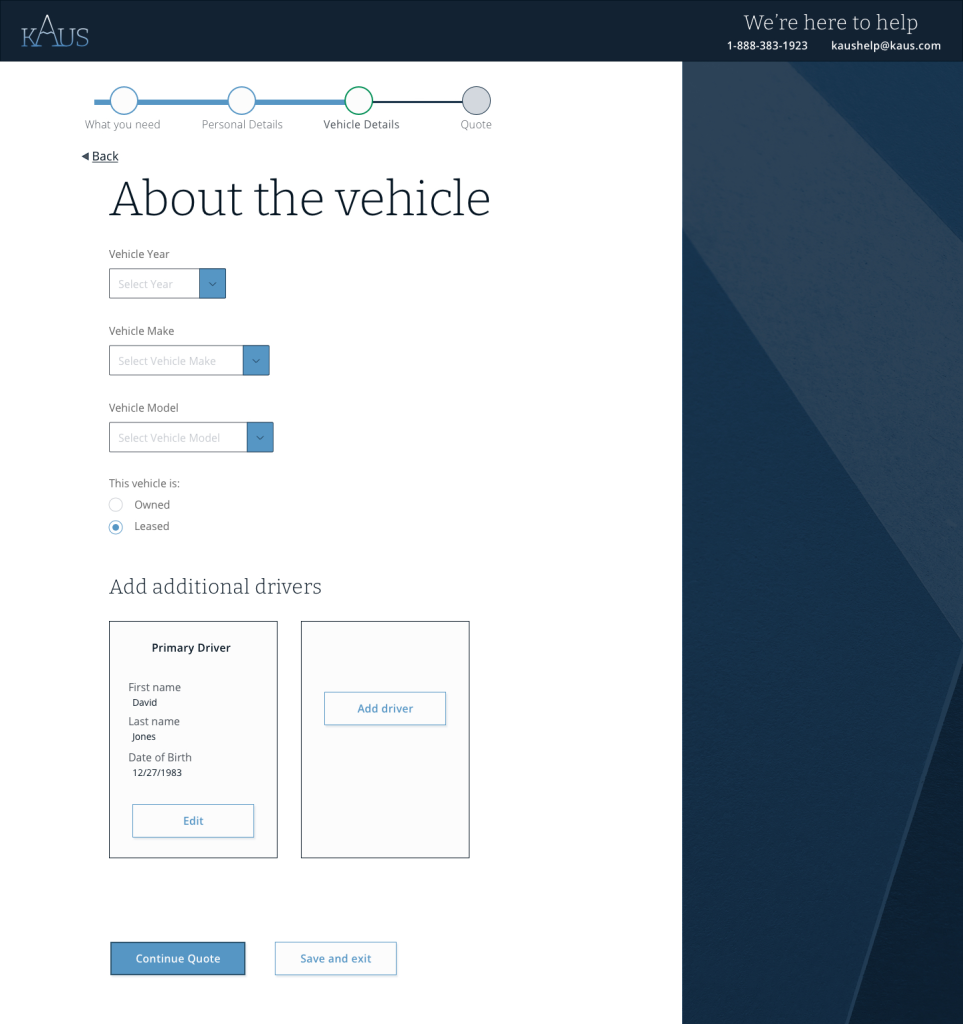 KAUS
We're here to help
1-888-383-1923 kaushelp@kaus.com
What you need Personal Details Vehicle Details Quote
Back
About the vehicle
Vehicle Year
Select Year
Vehicle Make
Select Vehicle Make
Vehicle Model
Select Vehicle Model
This vehicle is:
Owned
Leased
Add additional drivers
Primary Driver
First name
David
Last name
Jones
Date of Birth
12/27/1983
Edit
Add driver
Continue Quote Save and exit